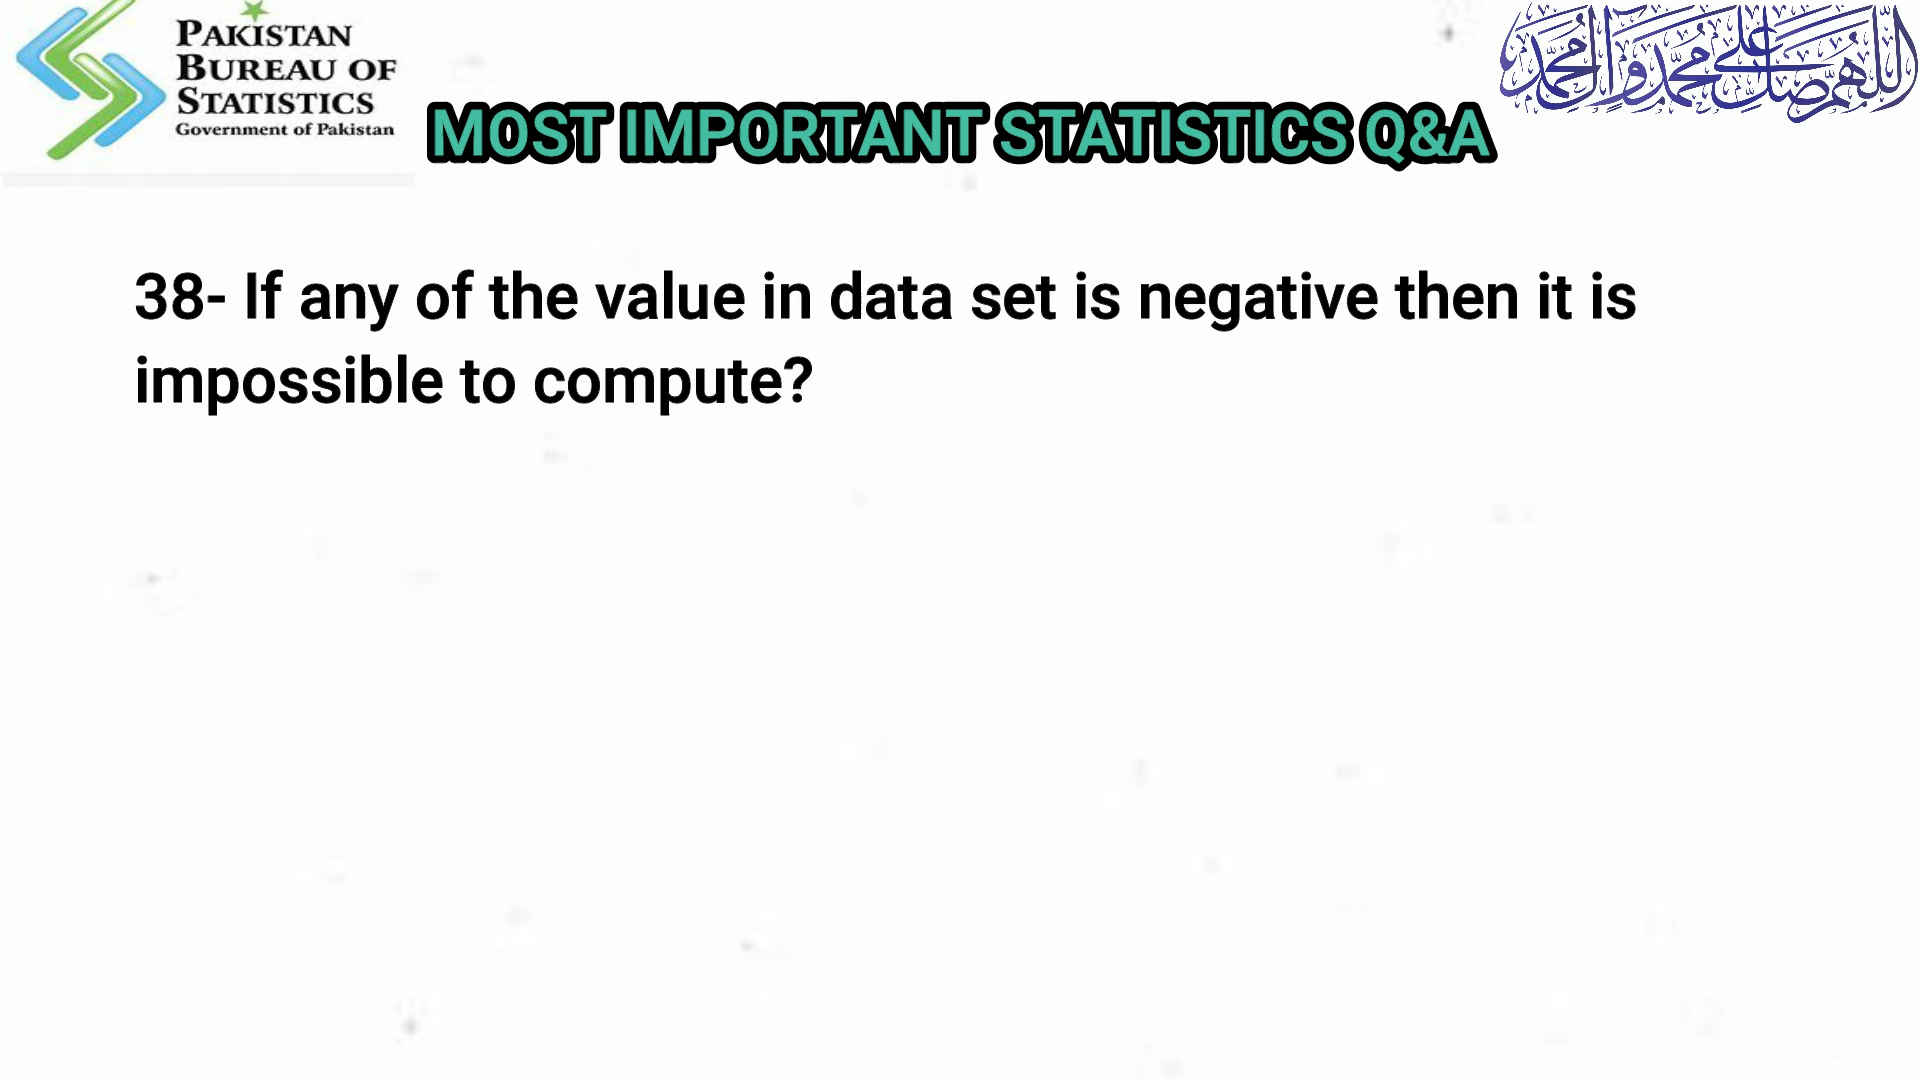 PAKISTAN
BUREAU OF
STATISTICS
Government of Pakistan
اللهم صل على محمد وآل محمد
MOST IMPORTANT STATISTICS Q&A
38- If any of the value in data set is negative then it is
impossible to compute?